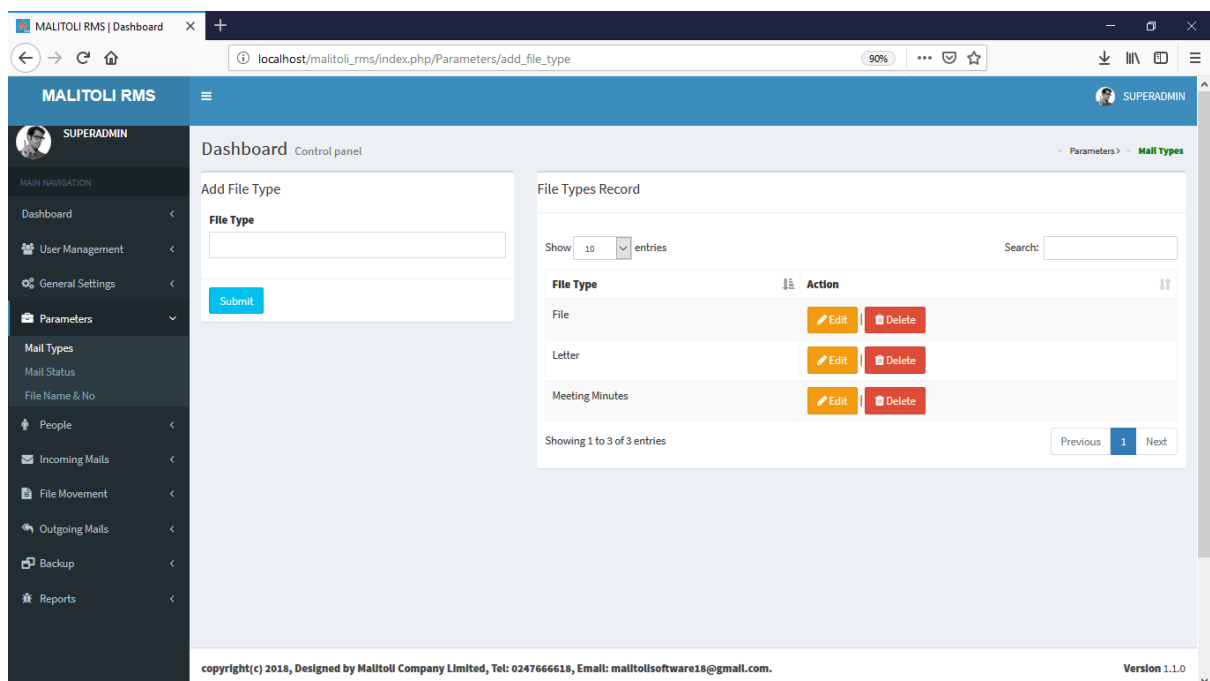 MALITOLI RMS | Dashboard
localhost/malitoli_rms/index.php/Parameters/add_file_type
90%
MALITOLI RMS
SUPERADMIN
SUPERADMIN
MAIN NAVIGATION
Dashboard
User Management
General Settings
Parameters
Mail Types
Mail Status
File Name & No
People
Incoming Mails
File Movement
Outgoing Mails
Backup
Reports
Dashboard Control panel
Parameters > Mail Types
Add File Type
File Type
Submit
File Types Record
Show 10 entries
Search:
File Type Action
File Edit | Delete
Letter Edit | Delete
Meeting Minutes Edit | Delete
Showing 1 to 3 of 3 entries
Previous 1 Next
copyright(c) 2018, Designed by Malitoli Company Limited, Tel: 0247666618, Email: malitolisoftware18@gmail.com.
Version 1.1.0